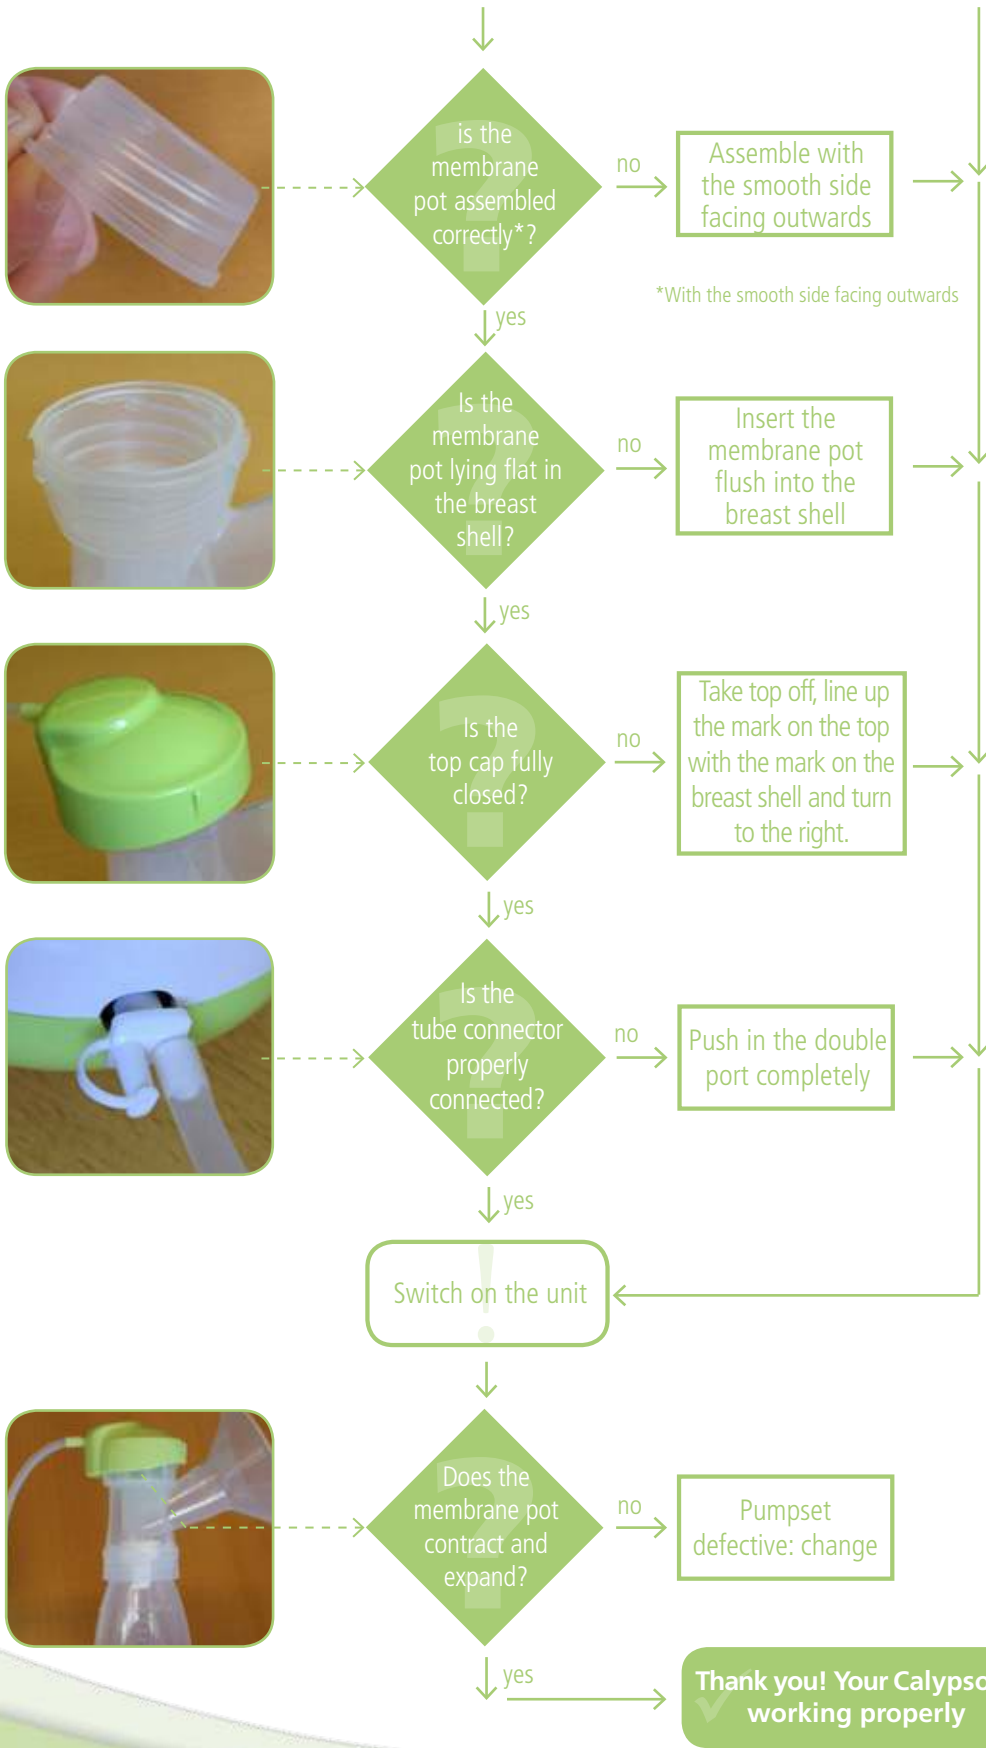 is the
membrane
pot assembled
correctly*?
no
Assemble with
the smooth side
facing outwards
*With the smooth side facing outwards
yes
Is the
membrane
pot lying flat in
the breast
shell?
no
Insert the
membrane pot
flush into the
breast shell
yes
Is the
top cap fully
closed?
no
Take top off, line up
the mark on the top
with the mark on the
breast shell and turn
to the right.
yes
Is the
tube connector
properly
connected?
no
Push in the double
port completely
yes
Switch on the unit
Does the
membrane pot
contract and
expand?
no
Pumpset
defective: change
yes
Thank you! Your Calypso
working properly